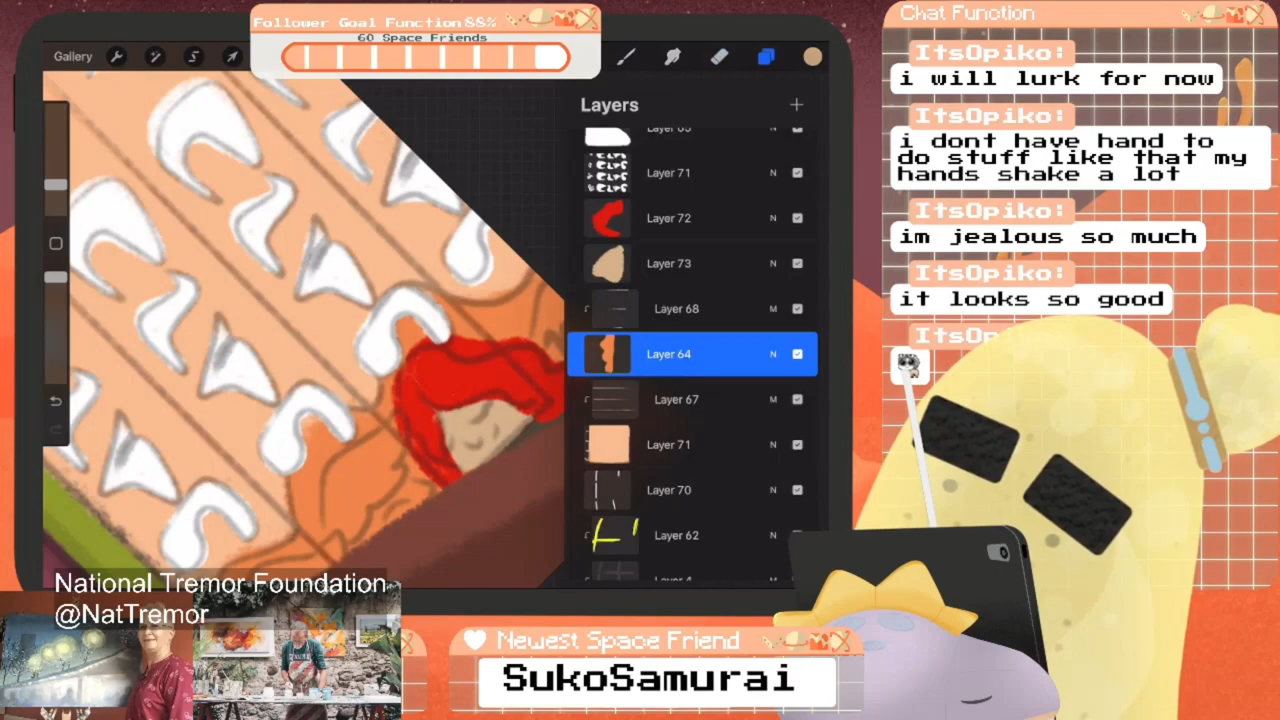 Follower Goal Function 88%
60 Space Friends
Gallery
Layers
Layer 71
N
Layer 72
N
Layer 73
N
Layer 68
M
Layer 64
N
Layer 67
M
Layer 71
N
Layer 70
N
Layer 62
N
Chat Function
ItsOpiko:
i will lurk for now
ItsOpiko:
i dont have hand to
do stuff like that my
hands shake a lot
ItsOpiko:
im jealous so much
ItsOpiko:
it looks so good
National Tremor Foundation
@NatTremor
Newest Space Friend
SukoSamurai